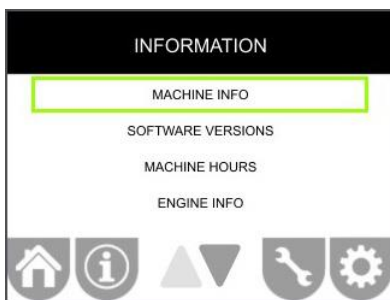 INFORMATION
MACHINE INFO
SOFTWARE VERSIONS
MACHINE HOURS
ENGINE INFO